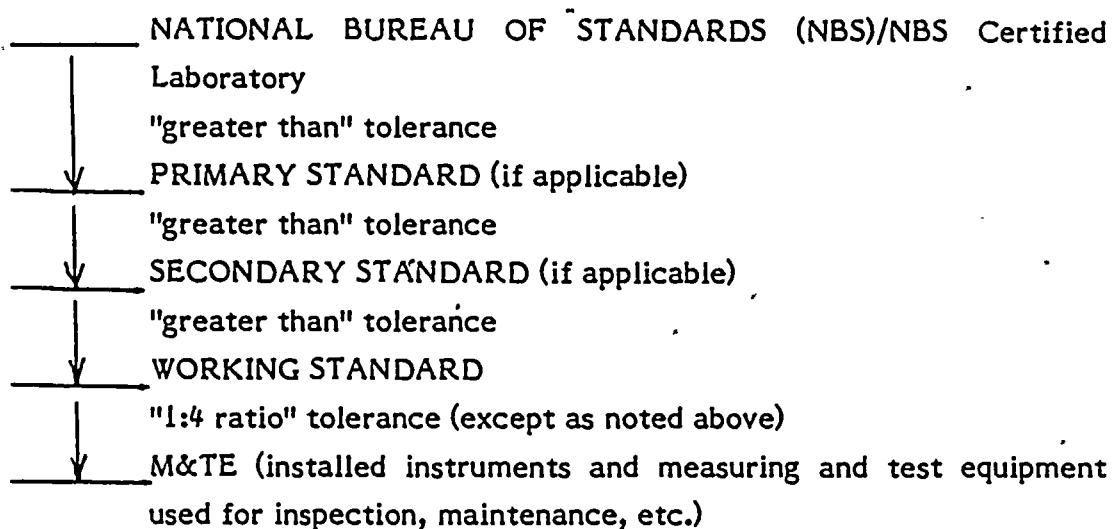 NATIONAL BUREAU OF STANDARDS (NBS)/NBS Certified
Laboratory
"greater than" tolerance
PRIMARY STANDARD (if applicable)
"greater than" tolerance
SECONDARY STANDARD (if applicable)
"greater than" tolerance
WORKING STANDARD
"1:4 ratio" tolerance (except as noted above)
M&TE (installed instruments and measuring and test equipment
used for inspection, maintenance, etc.)